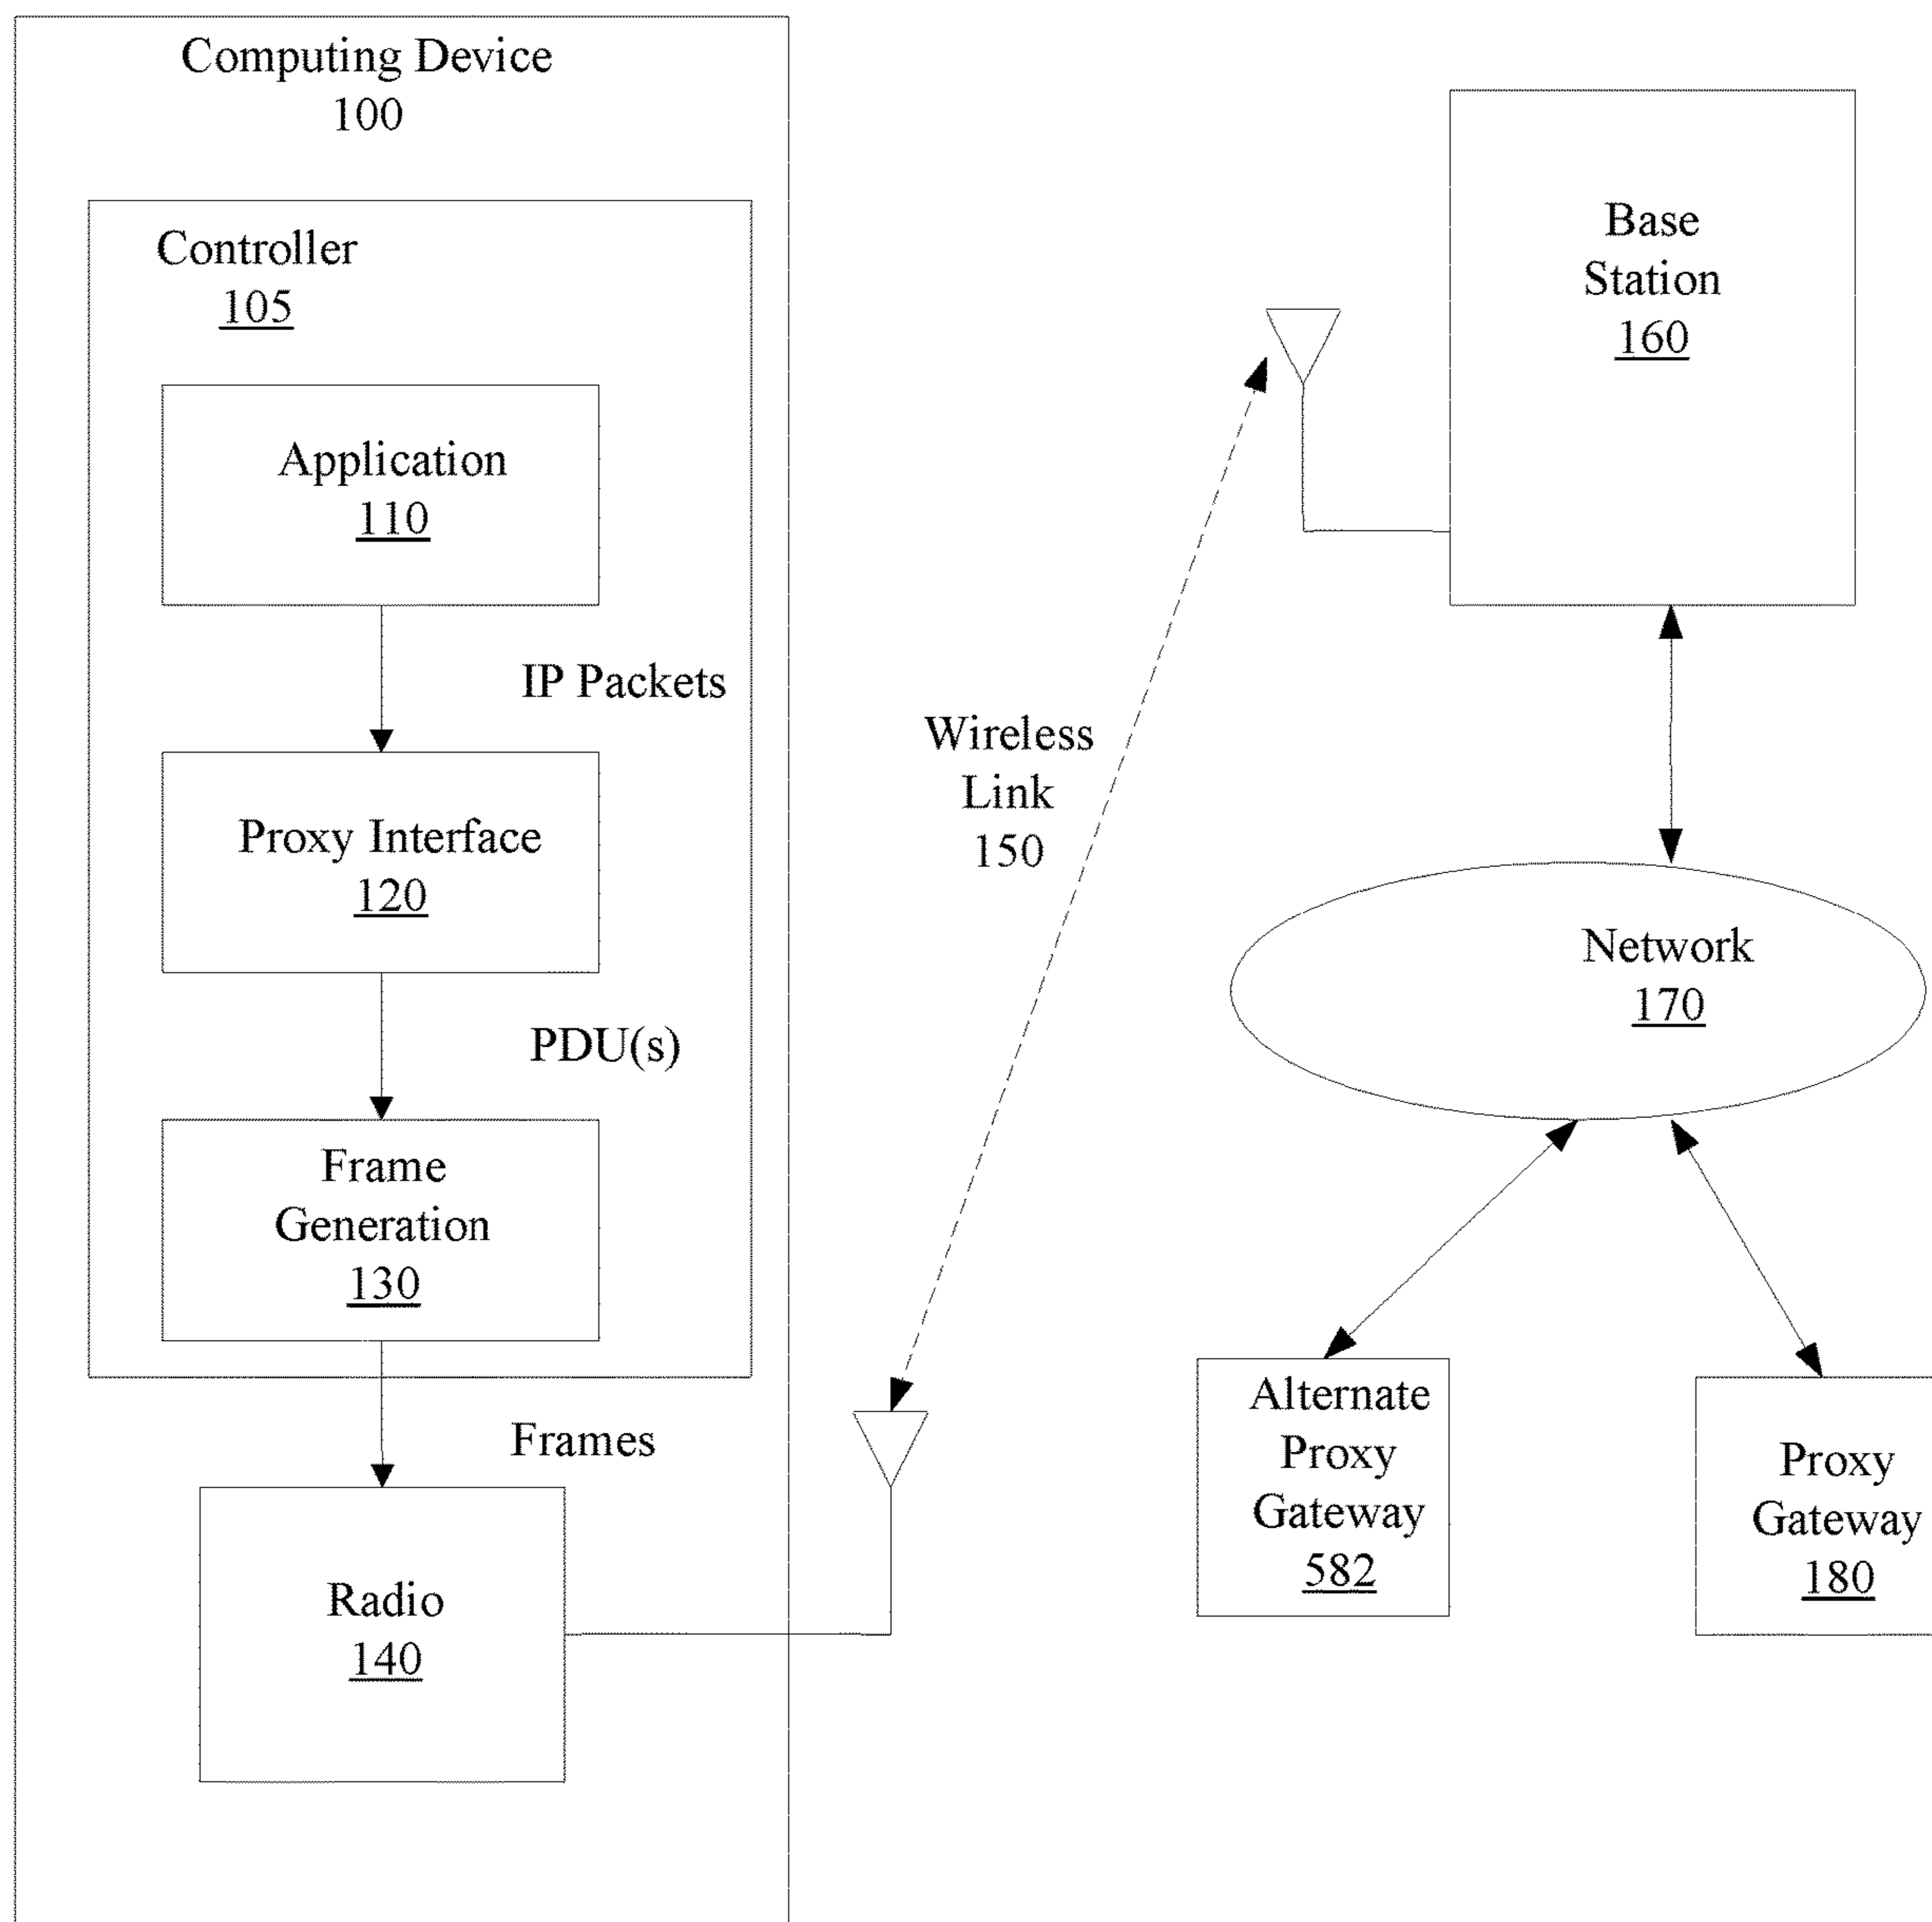 Computing Device
100
Controller
105
Application
110
IP Packets
Proxy Interface
120
PDU(s)
Frame
Generation
130
Frames
Radio
140
Wireless
Link
150
Base
Station
160
Network
170
Alternate
Proxy
Gateway
582
Proxy
Gateway
180